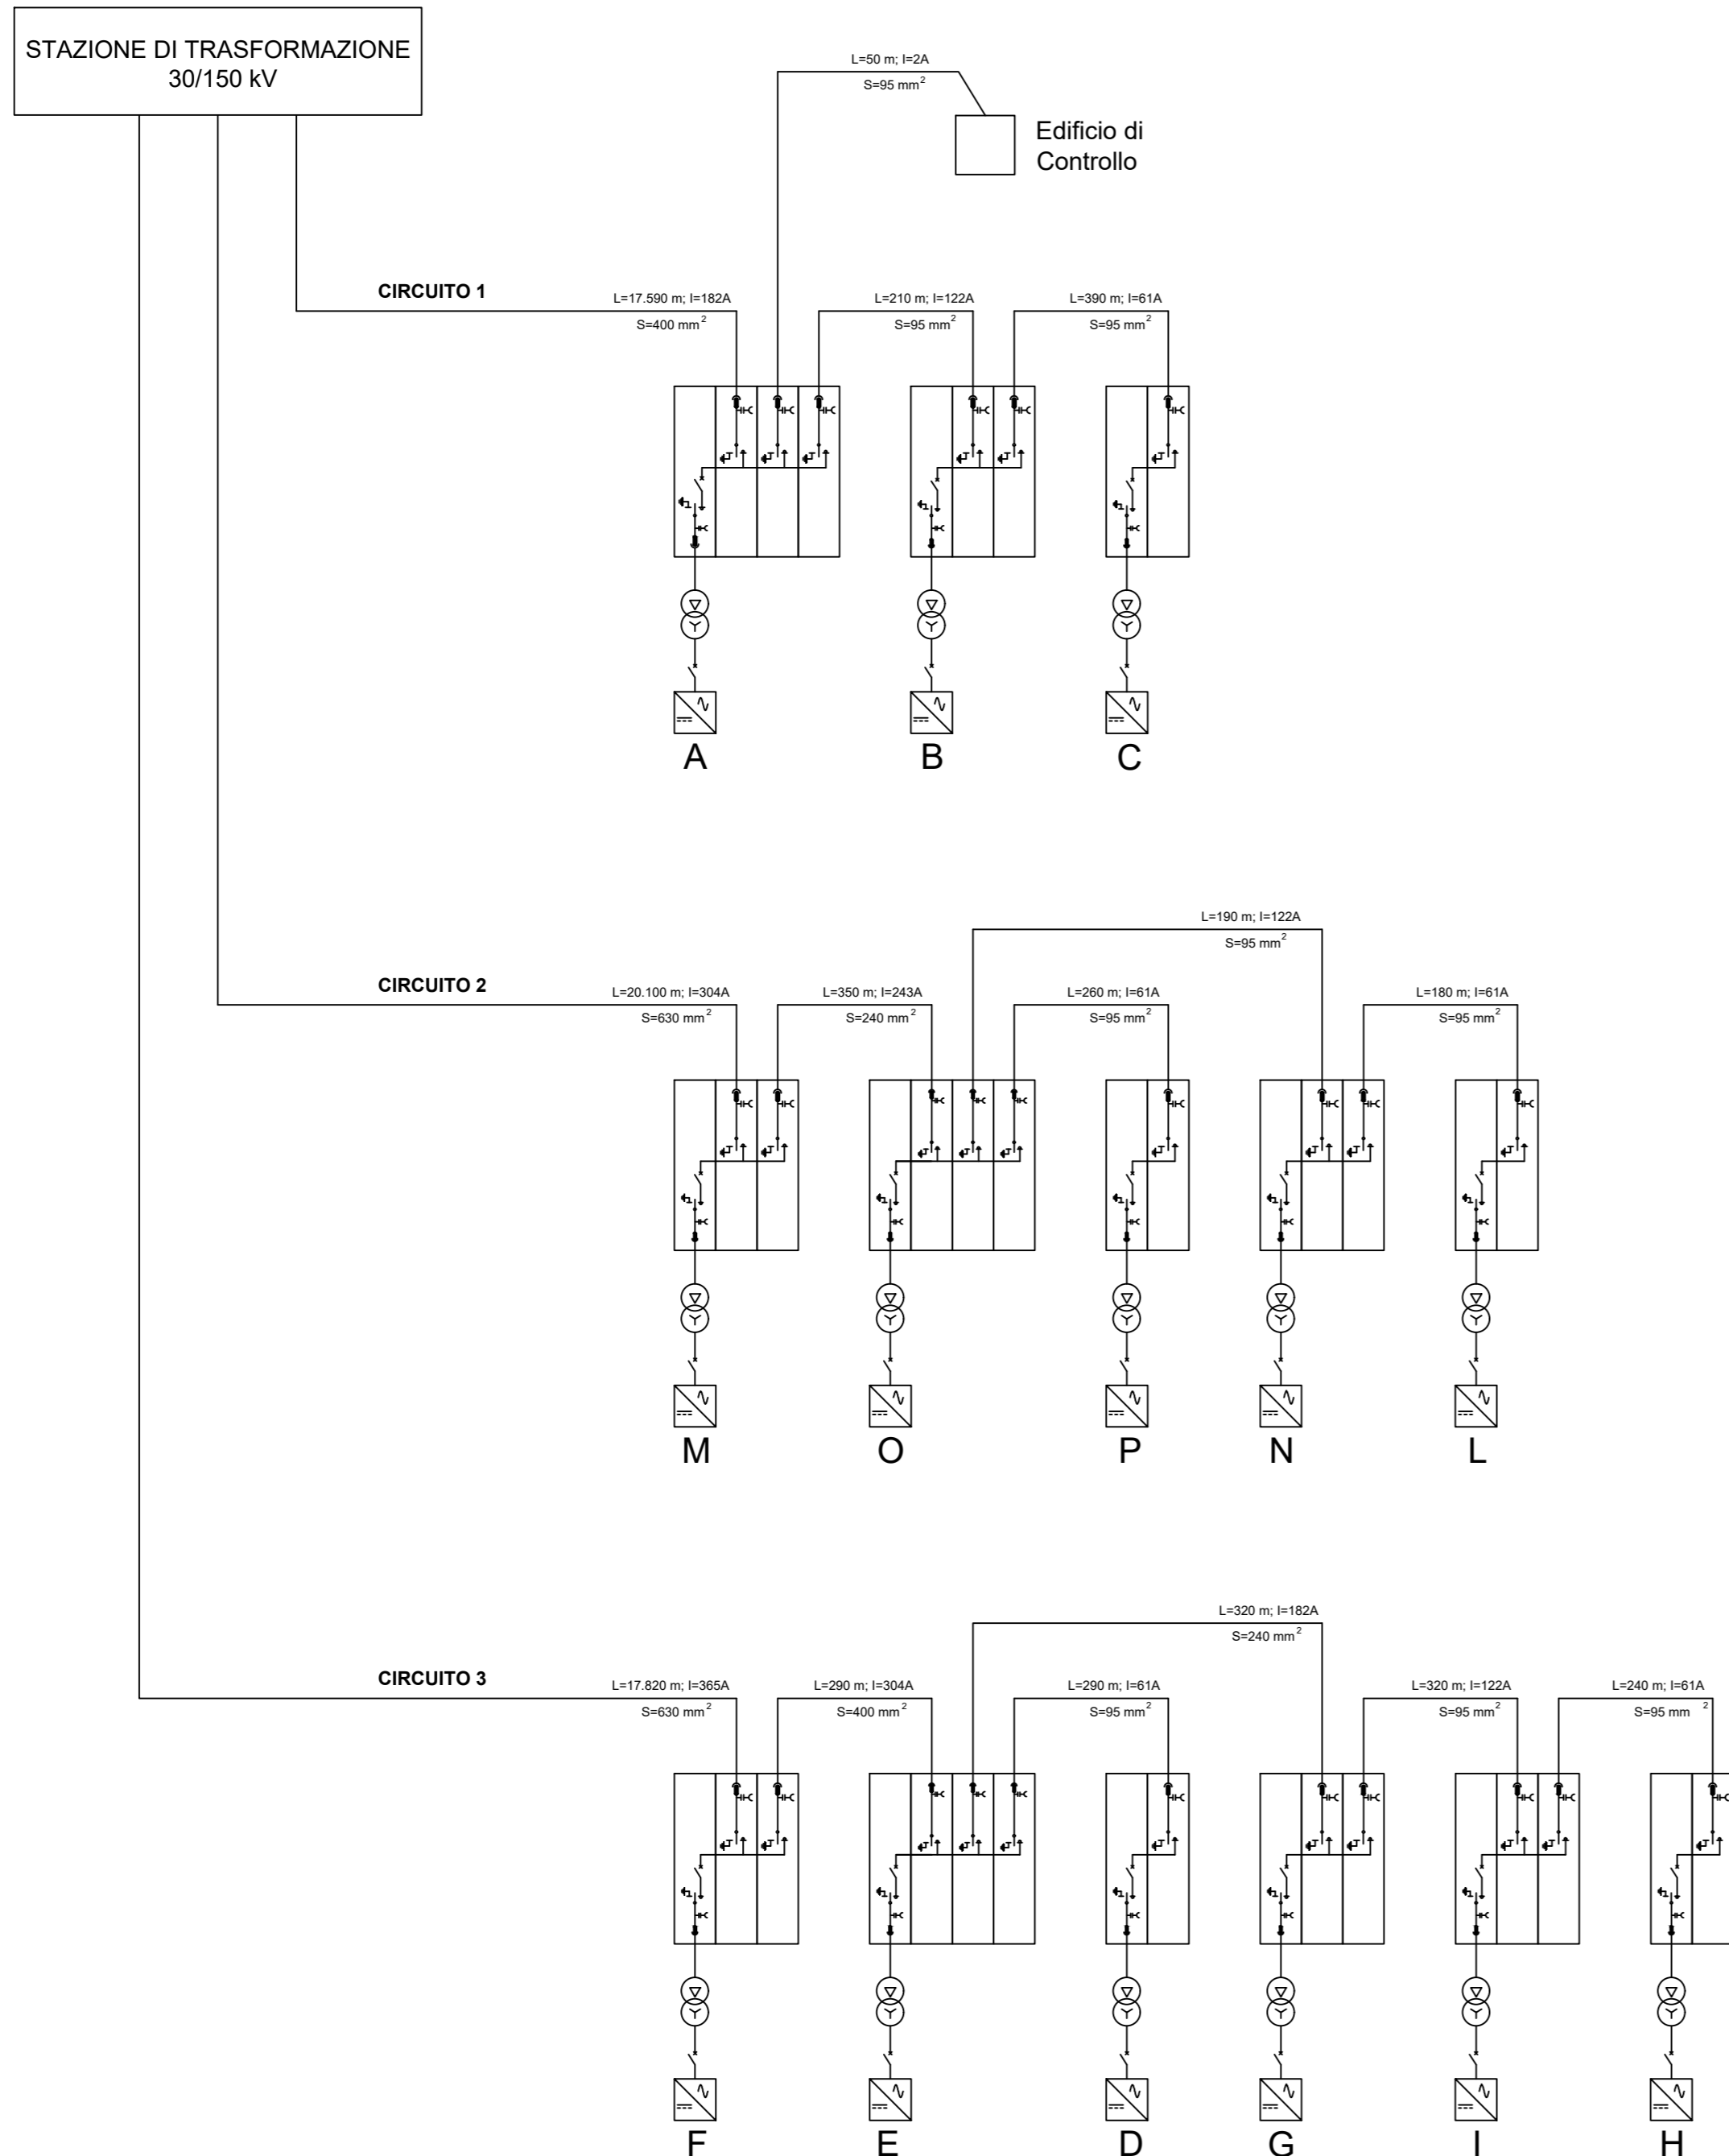 STAZIONE DI TRASFORMAZIONE
30/150 kV
L=50 m; I=2A
S=95 mm²
Edificio di
Controllo
CIRCUITO 1
L=17.590 m; I=182A
S=400 mm²
L=210 m; I=122A
S=95 mm²
L=390 m; I=61A
S=95 mm²
A
B
C
L=190 m; I=122A
S=95 mm²
CIRCUITO 2
L=20.100 m; I=304A
S=630 mm²
L=350 m; I=243A
S=240 mm²
L=260 m; I=61A
S=95 mm²
L=180 m; I=61A
S=95 mm²
M
O
P
N
L
L=320 m; I=182A
S=240 mm²
CIRCUITO 3
L=17.820 m; I=365A
S=630 mm²
L=290 m; I=304A
S=400 mm²
L=290 m; I=61A
S=95 mm²
L=320 m; I=122A
S=95 mm²
L=240 m; I=61A
S=95 mm ²
F
E
D
G
I
H